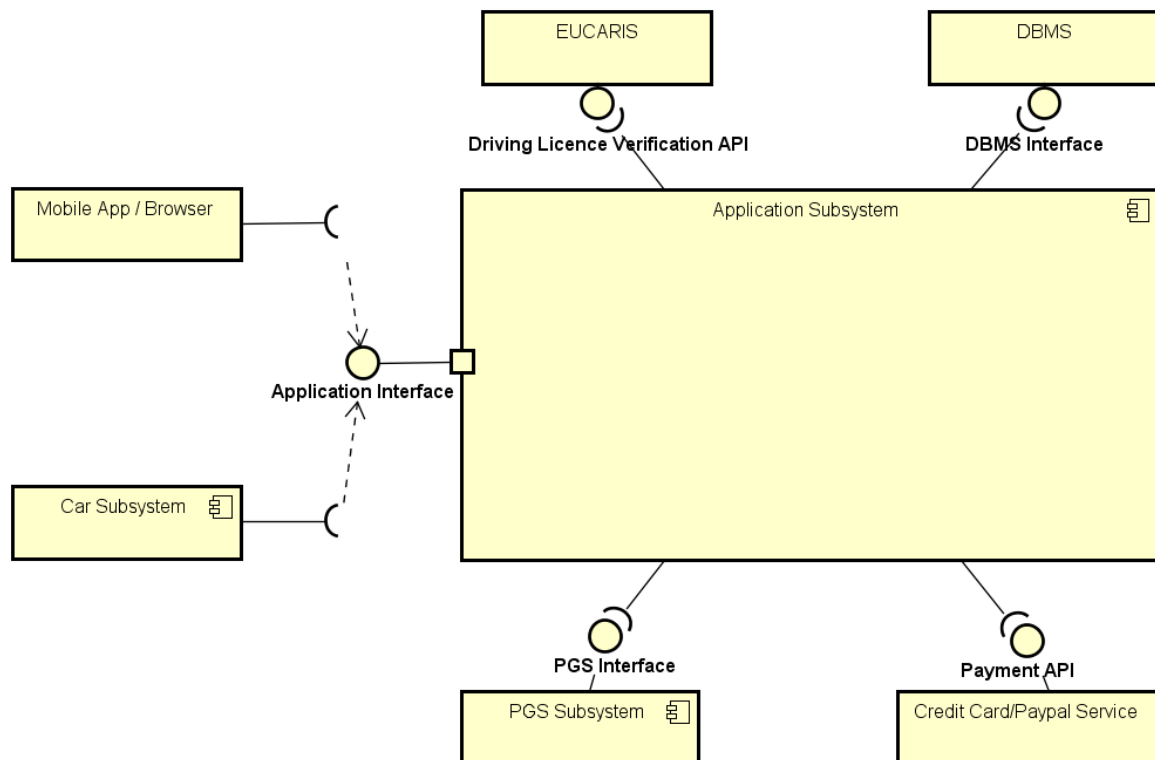 EUCARIS
DBMS
Driving Licence Verification API
DBMS Interface
Mobile App / Browser
Application Subsystem
Application Interface
Car Subsystem
PGS Interface
Payment API
PGS Subsystem
Credit Card/Paypal Service